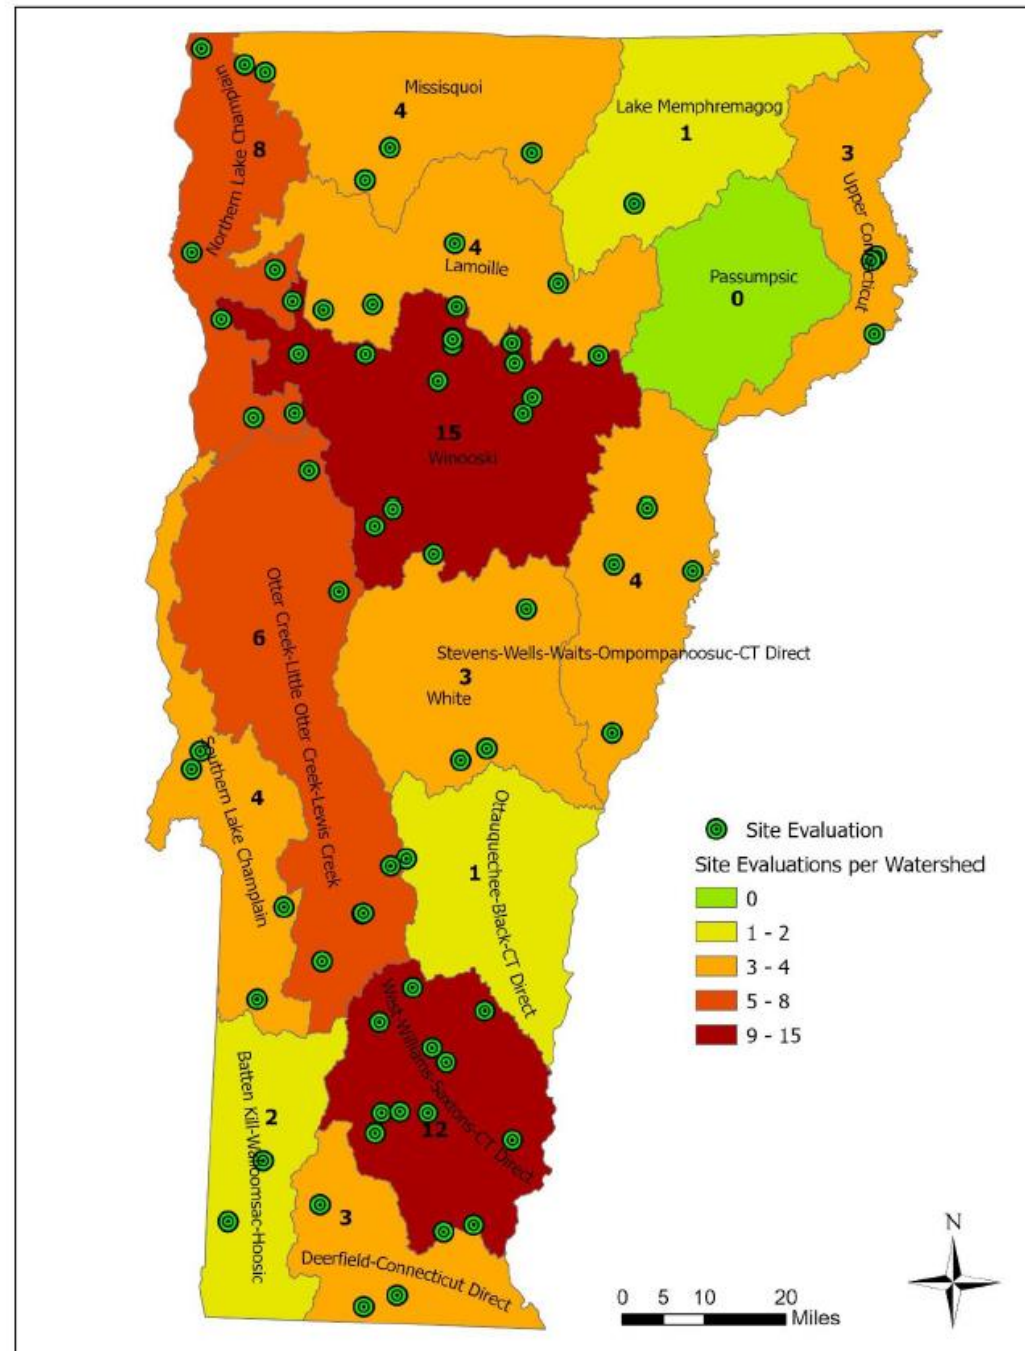 Missisquoi
4
Lake Memphremagog
1
3
Upper Connecticut
Northern Lake Champlain
8
4
Lamoille
Passumpsic
0
15
Winooski
4
Otter Creek-Little Otter Creek-Lewis Creek
6
Stevens-Wells-Waits-Ompompanoosuc-CT Direct
3
White
Southern Lake Champlain
4
Ottauquechee-Black-CT Direct
1
Site Evaluation
Site Evaluations per Watershed
0
1 - 2
3 - 4
5 - 8
9 - 15
West-Williams-Saxtons-CT Direct
12
Batten Kill-Walloomsac-Hoosic
2
3
Deerfield-Connecticut Direct
N
0 5 10 20
Miles